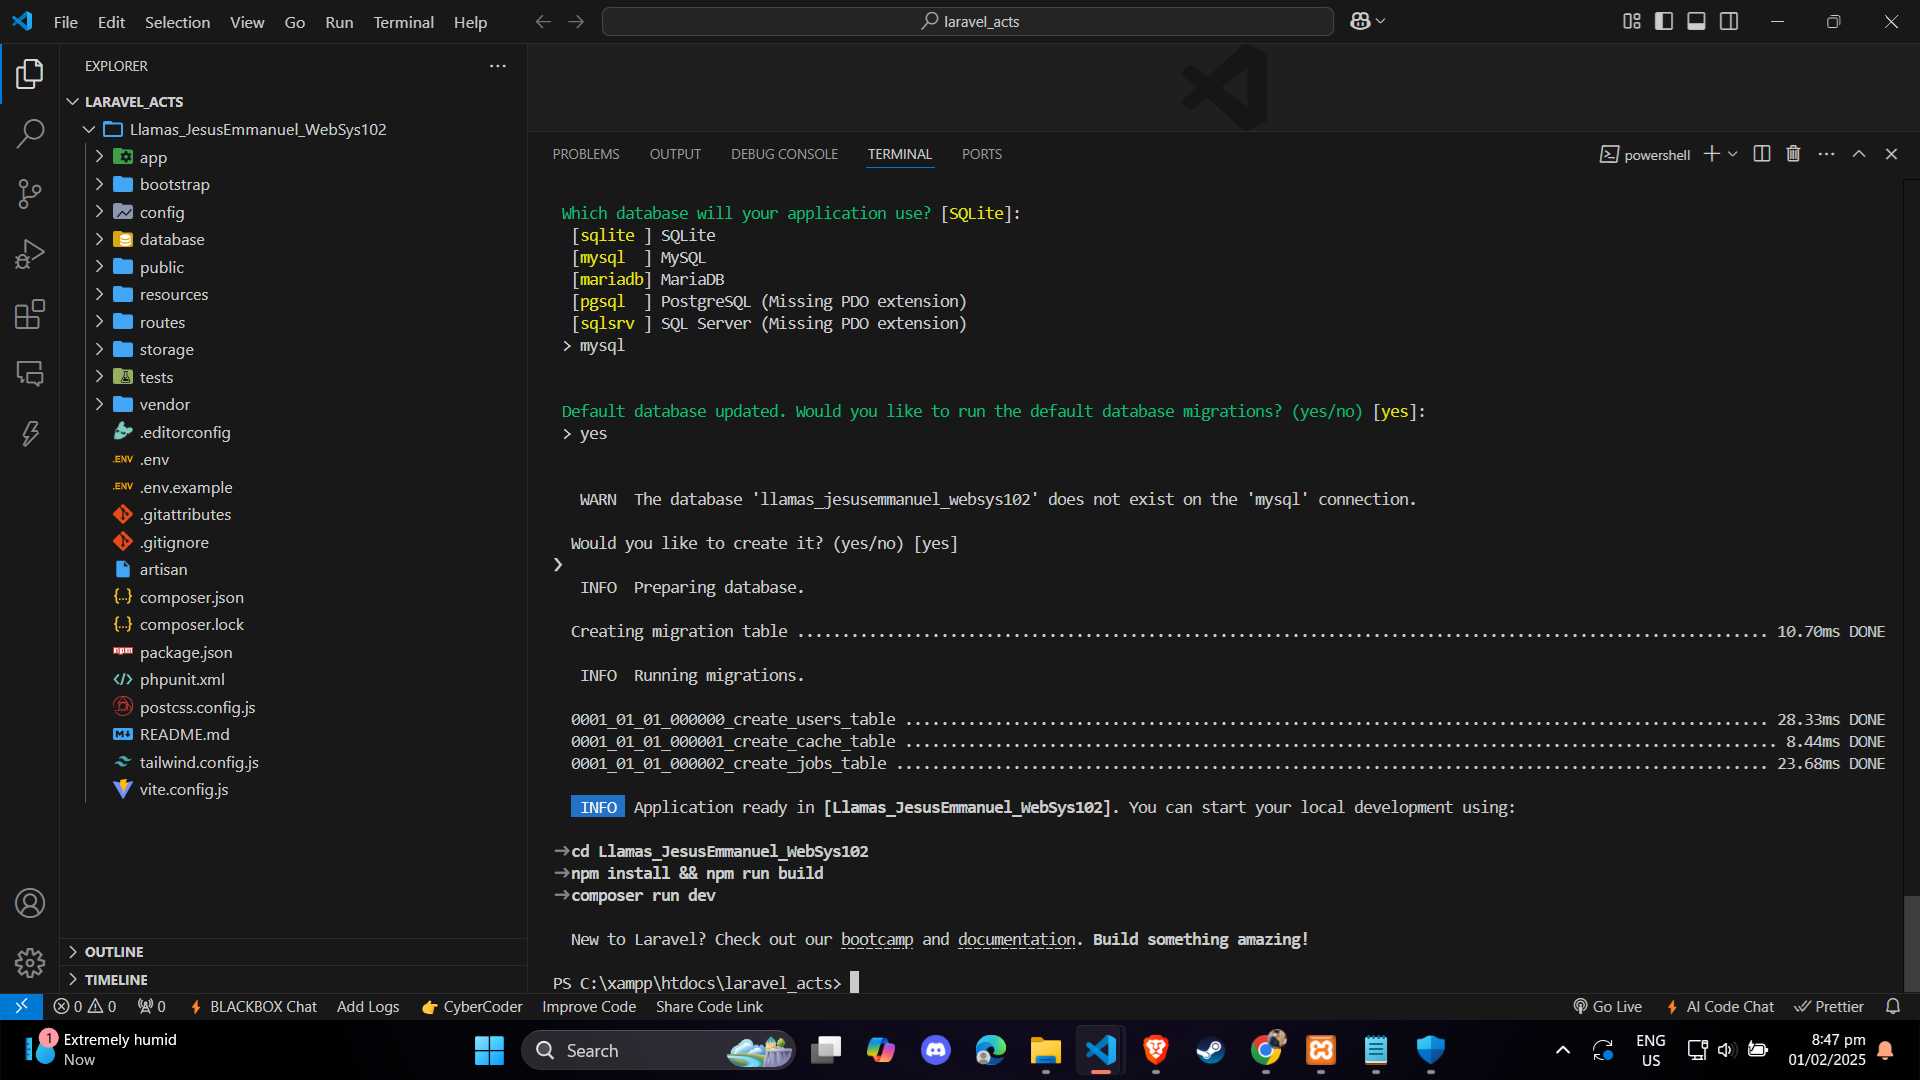 File Edit Selection View Go Run Terminal Help
laravel_acts
EXPLORER
LARAVEL_ACTS
Llamas_JesusEmmanuel_WebSys102
app
bootstrap
config
database
public
resources
routes
storage
tests
vendor
.editorconfig
.ENV .env
.ENV .env.example
.gitattributes
.gitignore
artisan
{..} composer.json
{..} composer.lock
npm package.json
phpunit.xml
postcss.config.js
README.md
tailwind.config.js
vite.config.js
OUTLINE
TIMELINE
PROBLEMS OUTPUT DEBUG CONSOLE TERMINAL PORTS
powershell
Which database will your application use? [SQLite]:
[sqlite ] SQLite
[mysql  ] MySQL
[mariadb] MariaDB
[pgsql  ] PostgreSQL (Missing PDO extension)
[sqlsrv ] SQL Server (Missing PDO extension)
> mysql
Default database updated. Would you like to run the default database migrations? (yes/no) [yes]:
> yes
WARN  The database 'llamas_jesusemmanuel_websys102' does not exist on the 'mysql' connection.
Would you like to create it? (yes/no) [yes]
❯
INFO  Preparing database.
Creating migration table ............ 10.70ms DONE
INFO  Running migrations.
0001_01_01_000000_create_users_table ............ 28.33ms DONE
0001_01_01_000001_create_cache_table ............ 8.44ms DONE
0001_01_01_000002_create_jobs_table ............ 23.68ms DONE
INFO Application ready in [Llamas_JesusEmmanuel_WebSys102]. You can start your local development using:
→cd Llamas_JesusEmmanuel_WebSys102
→npm install && npm run build
→composer run dev
New to Laravel? Check out our bootcamp and documentation. Build something amazing!
PS C:\xampp\htdocs\laravel_acts>
0 0 0 BLACKBOX Chat Add Logs CyberCoder Improve Code Share Code Link Go Live AI Code Chat Prettier
1 Extremely humid
Now
Search
ENG
US
8:47 pm
01/02/2025